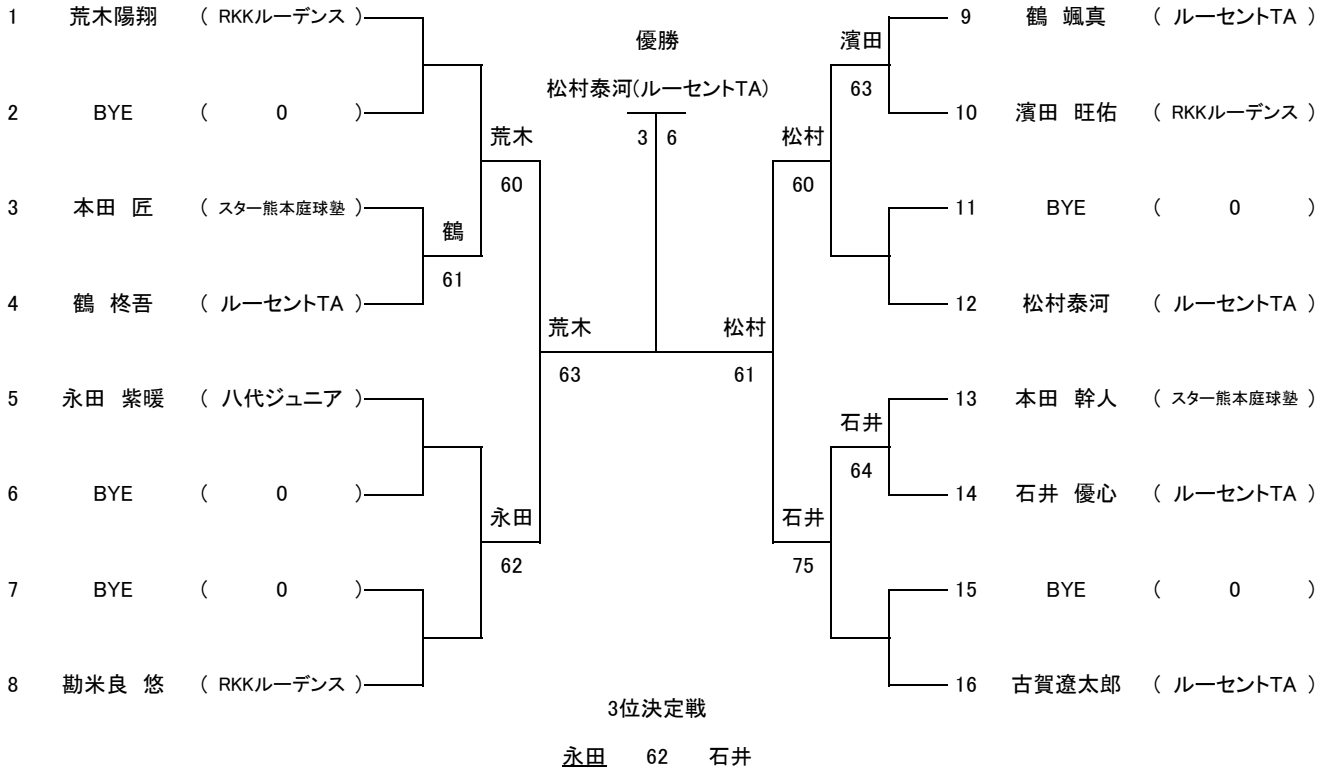 1 荒木陽翔 ( RKKルーデンス )
9 鶴 颯真 ( ルーセントTA )
優勝
濱田
松村泰河(ルーセントTA)
63
2 BYE ( 0 )
10 濱田 旺佑 ( RKKルーデンス )
荒木
3 6
松村
60
60
3 本田 匠 ( スター熊本庭球塾 )
11 BYE ( 0 )
鶴
61
4 鶴 柊吾 ( ルーセントTA )
12 松村泰河 ( ルーセントTA )
荒木
松村
63
61
5 永田 紫暖 ( 八代ジュニア )
13 本田 幹人 ( スター熊本庭球塾 )
石井
64
6 BYE ( 0 )
14 石井 優心 ( ルーセントTA )
永田
石井
62
75
7 BYE ( 0 )
15 BYE ( 0 )
8 勘米良 悠 ( RKKルーデンス )
16 古賀遼太郎 ( ルーセントTA )
3位決定戦
永田 62 石井